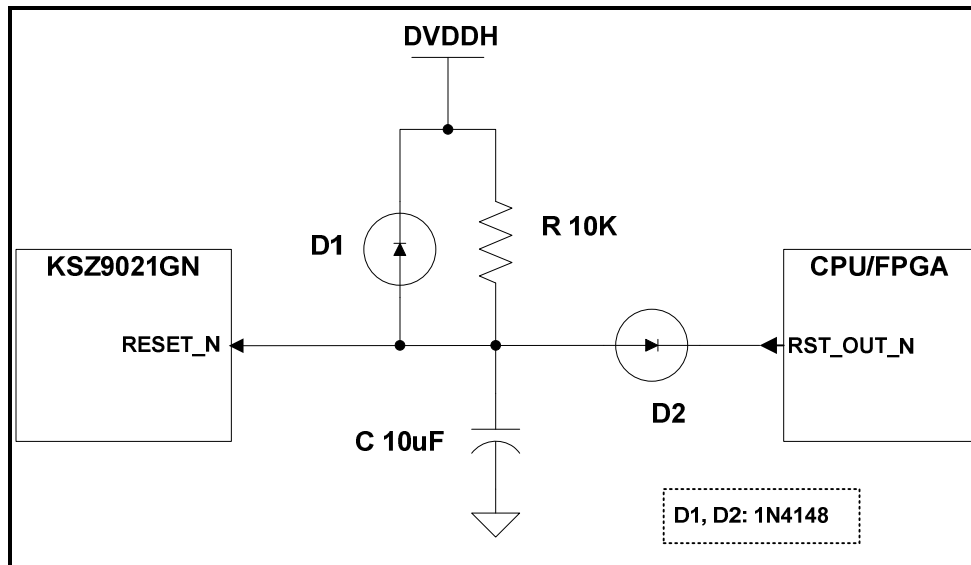 DVDDH
D1
R 10K
KSZ9021GN
CPU/FPGA
RESET_N
RST_OUT_N
D2
C 10uF
D1, D2: 1N4148